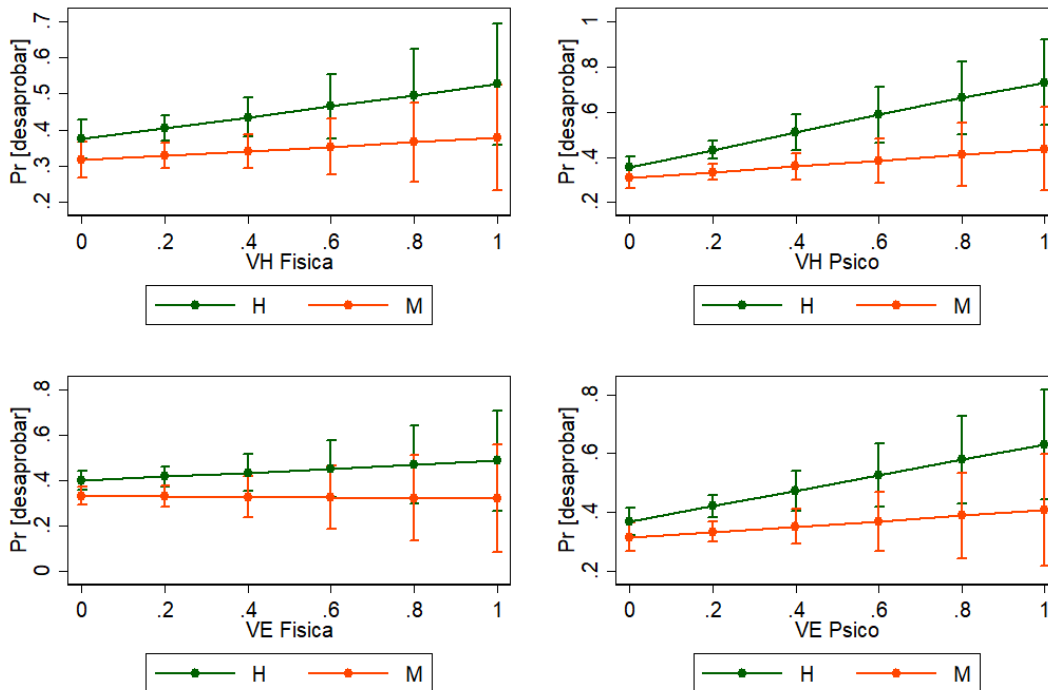 Pr [desaprobar]
.7
.6
.5
.4
.3
.2
0 .2 .4 .6 .8 1
VH Fisica
H M
Pr [desaprobar]
1
.8
.6
.4
.2
0 .2 .4 .6 .8 1
VH Psico
H M
Pr [desaprobar]
.8
.6
.4
.2
0
0 .2 .4 .6 .8 1
VE Fisica
H M
Pr [desaprobar]
.8
.6
.4
.2
0 .2 .4 .6 .8 1
VE Psico
H M